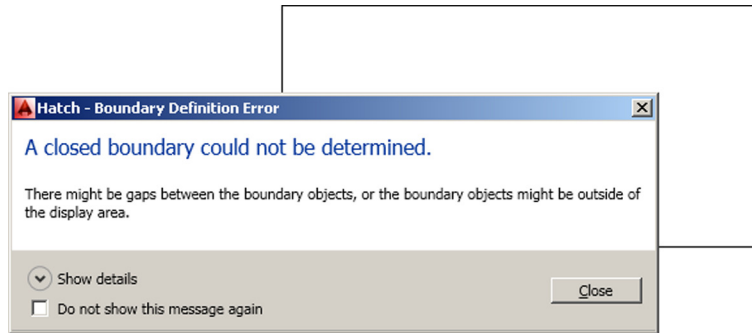 Hatch - Boundary Definition Error
A closed boundary could not be determined.
There might be gaps between the boundary objects, or the boundary objects might be outside of
the display area.
Show details
Close
Do not show this message again